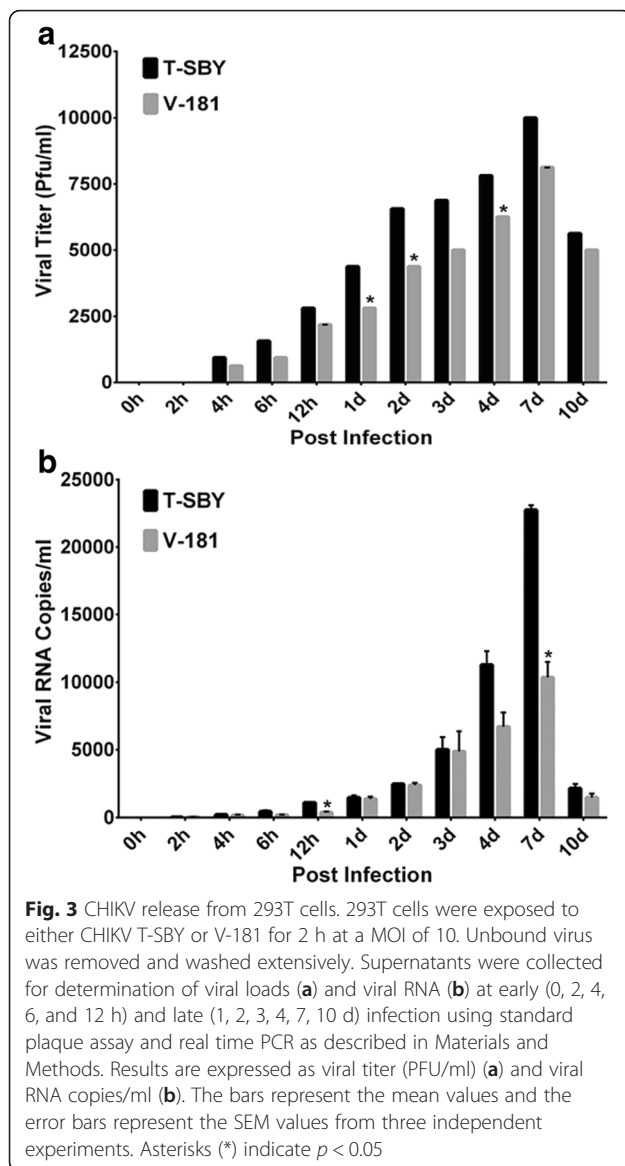 a
12500
10000
7500
5000
2500
0
Viral Titer (Pfu/ml)
T-SBY
V-181
*
*
*
0h 2h 4h 6h 12h 1d 2d 3d 4d 7d 10d
Post Infection
b
25000
20000
15000
10000
5000
0
Viral RNA Copies/ml
T-SBY
V-181
*
*
0h 2h 4h 6h 12h 1d 2d 3d 4d 7d 10d
Post Infection
Fig. 3 CHIKV release from 293T cells. 293T cells were exposed to
either CHIKV T-SBY or V-181 for 2 h at a MOI of 10. Unbound virus
was removed and washed extensively. Supernatants were collected
for determination of viral loads (a) and viral RNA (b) at early (0, 2, 4,
6, and 12 h) and late (1, 2, 3, 4, 7, 10 d) infection using standard
plaque assay and real time PCR as described in Materials and
Methods. Results are expressed as viral titer (PFU/ml) (a) and viral
RNA copies/ml (b). The bars represent the mean values and the
error bars represent the SEM values from three independent
experiments. Asterisks (*) indicate p < 0.05